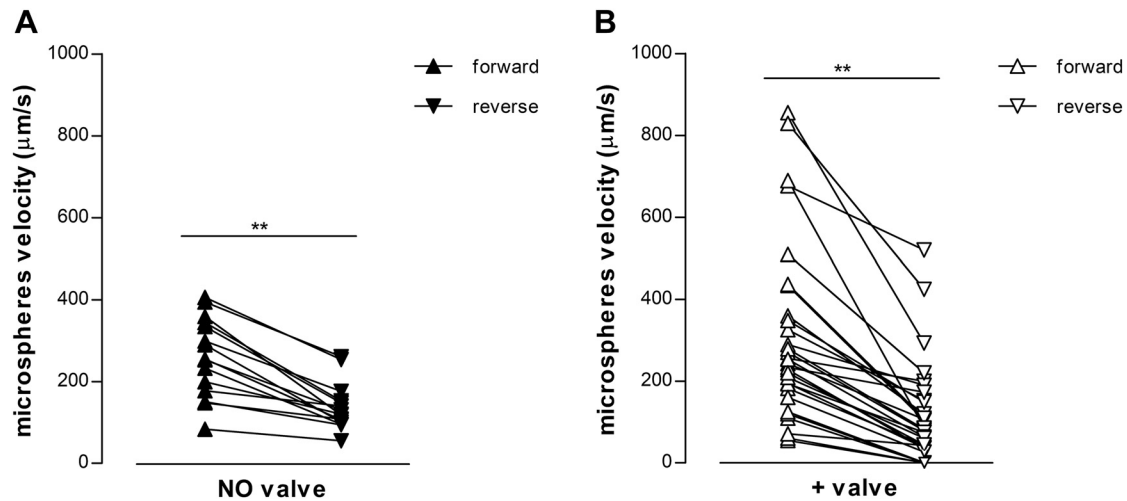 A
microspheres velocity (μm/s)
1000
800
600
400
200
0
**
forward
reverse
NO valve
B
microspheres velocity (μm/s)
1000
800
600
400
200
0
**
forward
reverse
+ valve